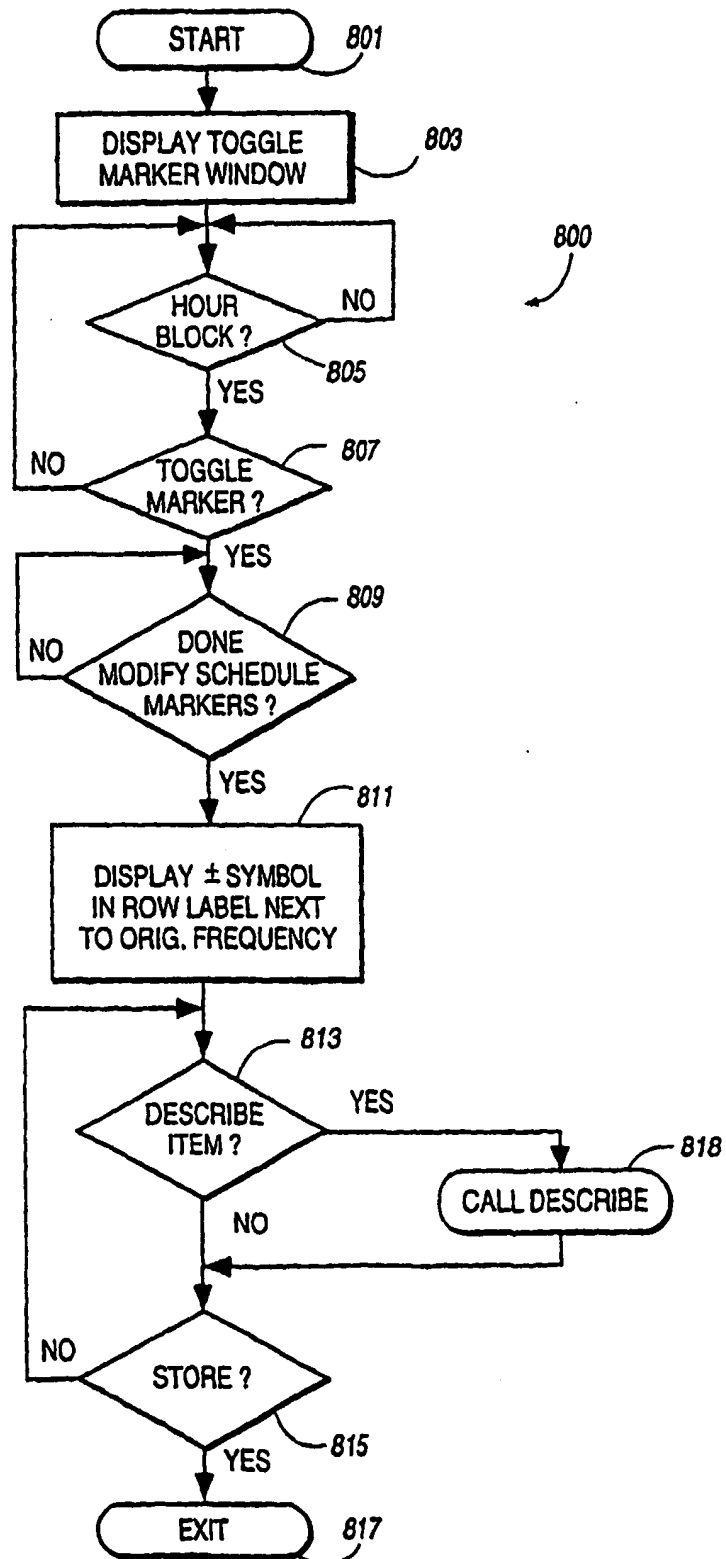 START
801
DISPLAY TOGGLE
MARKER WINDOW
803
800
HOUR
BLOCK ?
NO
805
YES
NO
807
TOGGLE
MARKER ?
YES
809
NO
DONE
MODIFY SCHEDULE
MARKERS ?
YES
811
DISPLAY ± SYMBOL
IN ROW LABEL NEXT
TO ORIG. FREQUENCY
813
DESCRIBE
ITEM ?
YES
818
CALL DESCRIBE
NO
NO
STORE ?
815
YES
EXIT
817